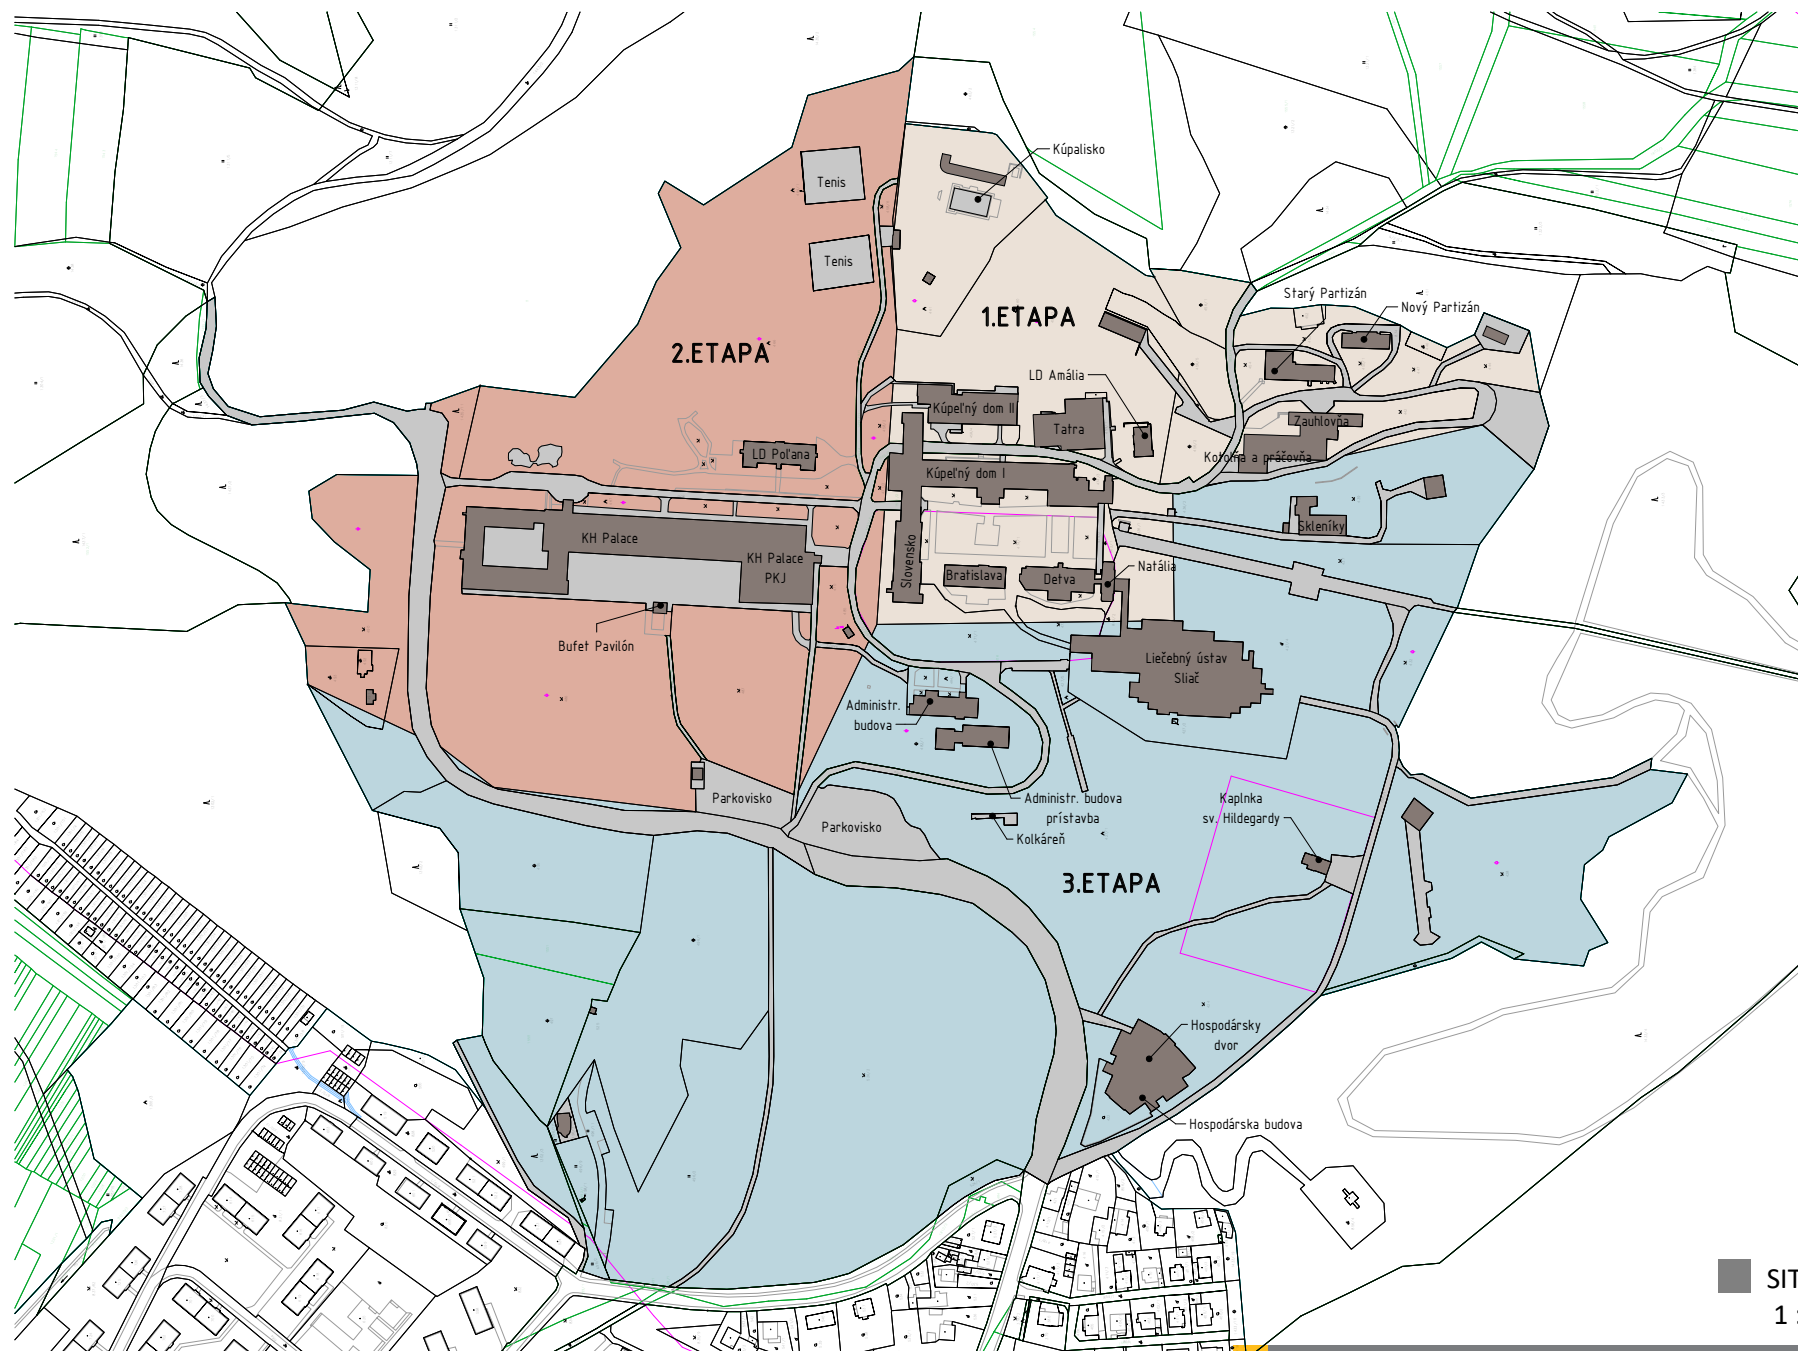 Kúpalisko
Tenis
Tenis
Starý Partizán
Nový Partizán
1.ETAPA
2.ETAPA
LD Amália
Kúpeľný dom II
Tatra
Zauhlovňa
LD Poľana
Kúpeľný dom I
Kotolňa a práčovňa
Skleníky
KH Palace
KH Palace
PKJ
Slovensko
Bratislava
Detva
Natália
Bufet Pavilón
Liečebný ústav
Sliač
Administr.
budova
Parkovisko
Administr. budova
prístavba
Kaplnka
sv. Hildegardy
Parkovisko
Kolkáreň
3.ETAPA
Hospodársky
dvor
Hospodárska budova
SIT
1 :